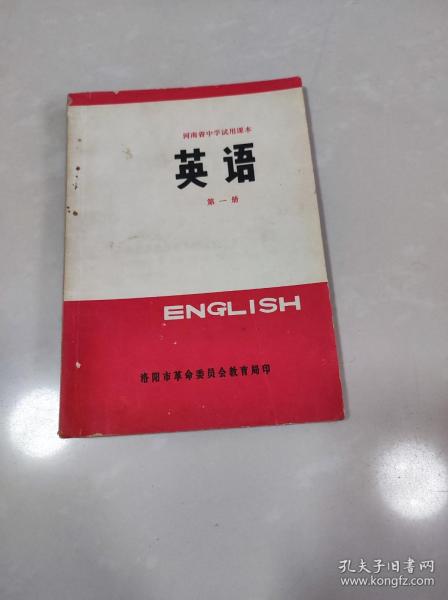 河南省中学试用课本
英语
第一册
ENGLISH
洛阳市革命委员会教育局印
孔夫子旧书网
www.kongfz.com